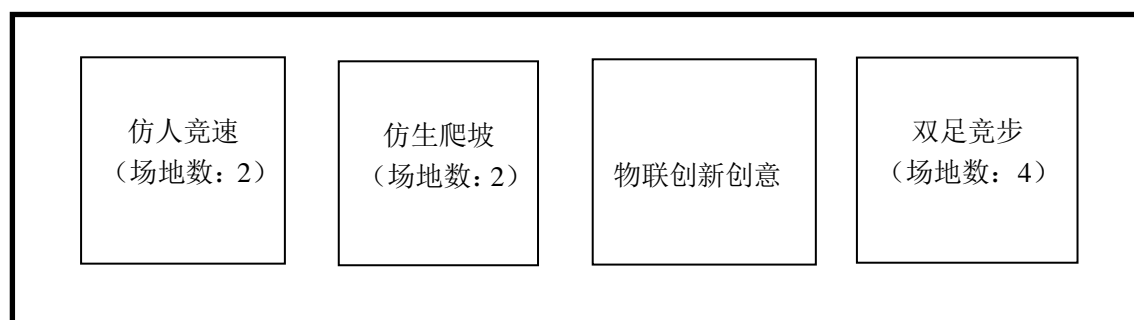 仿人竞速
（场地数：2）
仿生爬坡
（场地数：2）
物联创新创意
双足竞步
（场地数：4）